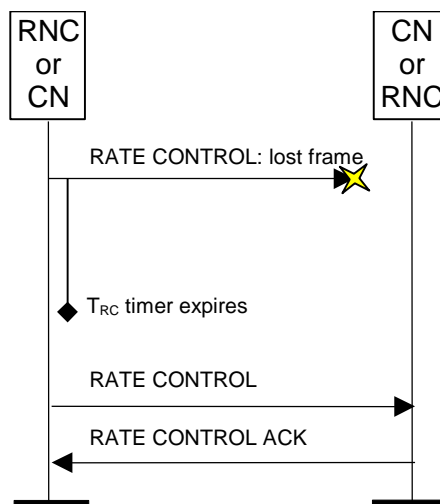 RNC
or
CN
CN
or
RNC
RATE CONTROL: lost frame
TRC timer expires
RATE CONTROL
RATE CONTROL ACK